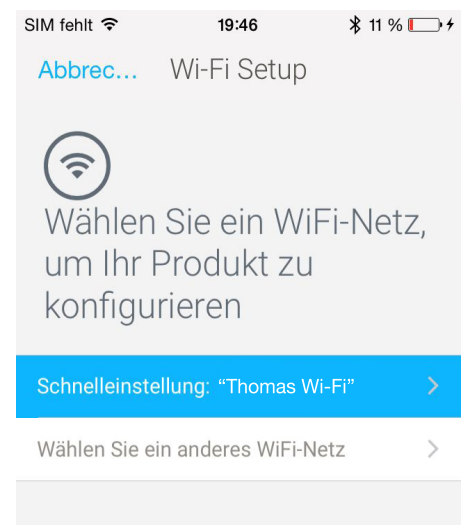 SIM fehlt 19:46 11 %
Abbrec... Wi-Fi Setup
Wählen Sie ein WiFi-Netz,
um Ihr Produkt zu
konfigurieren
Schnelleinstellung: “Thomas Wi-Fi”
Wählen Sie ein anderes WiFi-Netz